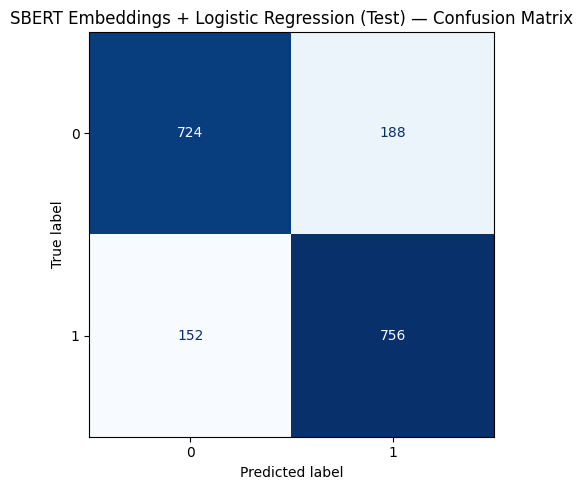 SBERT Embeddings + Logistic Regression (Test) — Confusion Matrix
True label
0
724
188
1
152
756
0
1
Predicted label